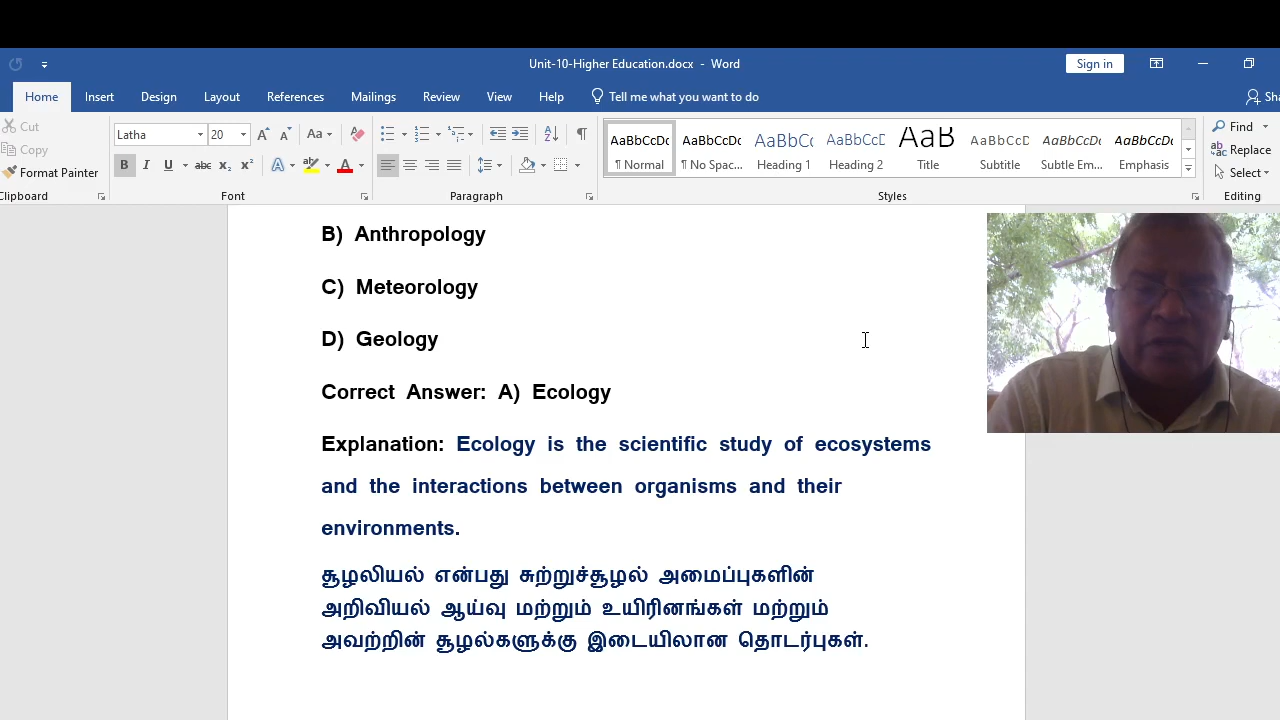 Unit-10-Higher Education.docx - Word
Sign in
Home Insert Design Layout References Mailings Review View Help Tell me what you want to do
Cut
Copy
Format Painter
Latha 20
Aa
B I U abc X₂ X²
AaBbCcDc AaBbCcDc AaBbC AaBbCcD AaB AaBbCcD AaBbCcDc AaBbCcDc
¶ Normal ¶ No Spac... Heading 1 Heading 2 Title Subtitle Subtle Em... Emphasis
Find
Replace
Select
Clipboard Font Paragraph Styles Editing
B) Anthropology
C) Meteorology
D) Geology
Correct Answer: A) Ecology
Explanation: Ecology is the scientific study of ecosystems
and the interactions between organisms and their
environments.
சூழலியல் என்பது சுற்றுச்சூழல் அமைப்புகளின்
அறிவியல் ஆய்வு மற்றும் உயிரினங்கள் மற்றும்
அவற்றின் சூழல்களுக்கு இடையிலான தொடர்புகள்.